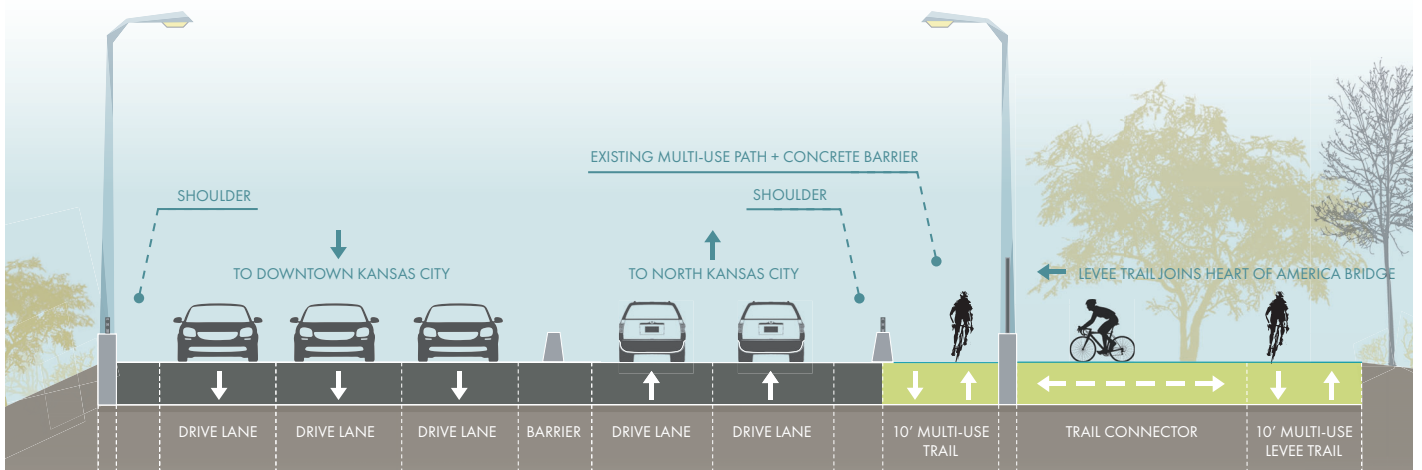 EXISTING MULTI-USE PATH + CONCRETE BARRIER
SHOULDER
SHOULDER
TO DOWNTOWN KANSAS CITY
TO NORTH KANSAS CITY
LEVEE TRAIL JOINS HEART OF AMERICA BRIDGE
DRIVE LANE
DRIVE LANE
DRIVE LANE
BARRIER
DRIVE LANE
DRIVE LANE
10’ MULTI-USE
TRAIL
TRAIL CONNECTOR
10’ MULTI-USE
LEVEE TRAIL